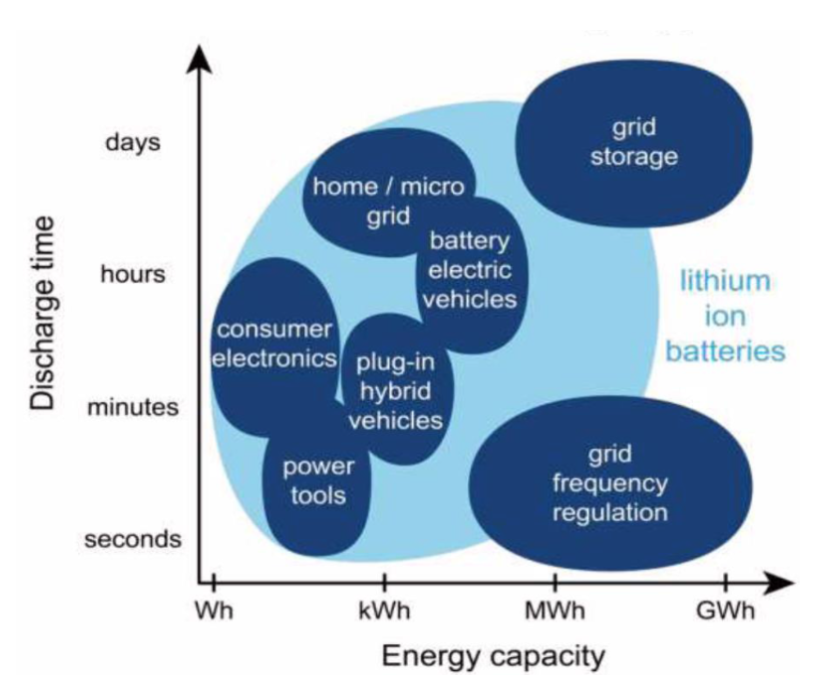 grid
storage
days
home / micro
grid
battery
electric
vehicles
hours
lithium
ion
batteries
consumer
electronics
plug-in
hybrid
vehicles
minutes
power
tools
grid
frequency
regulation
seconds
Discharge time
Wh
kWh
MWh
GWh
Energy capacity